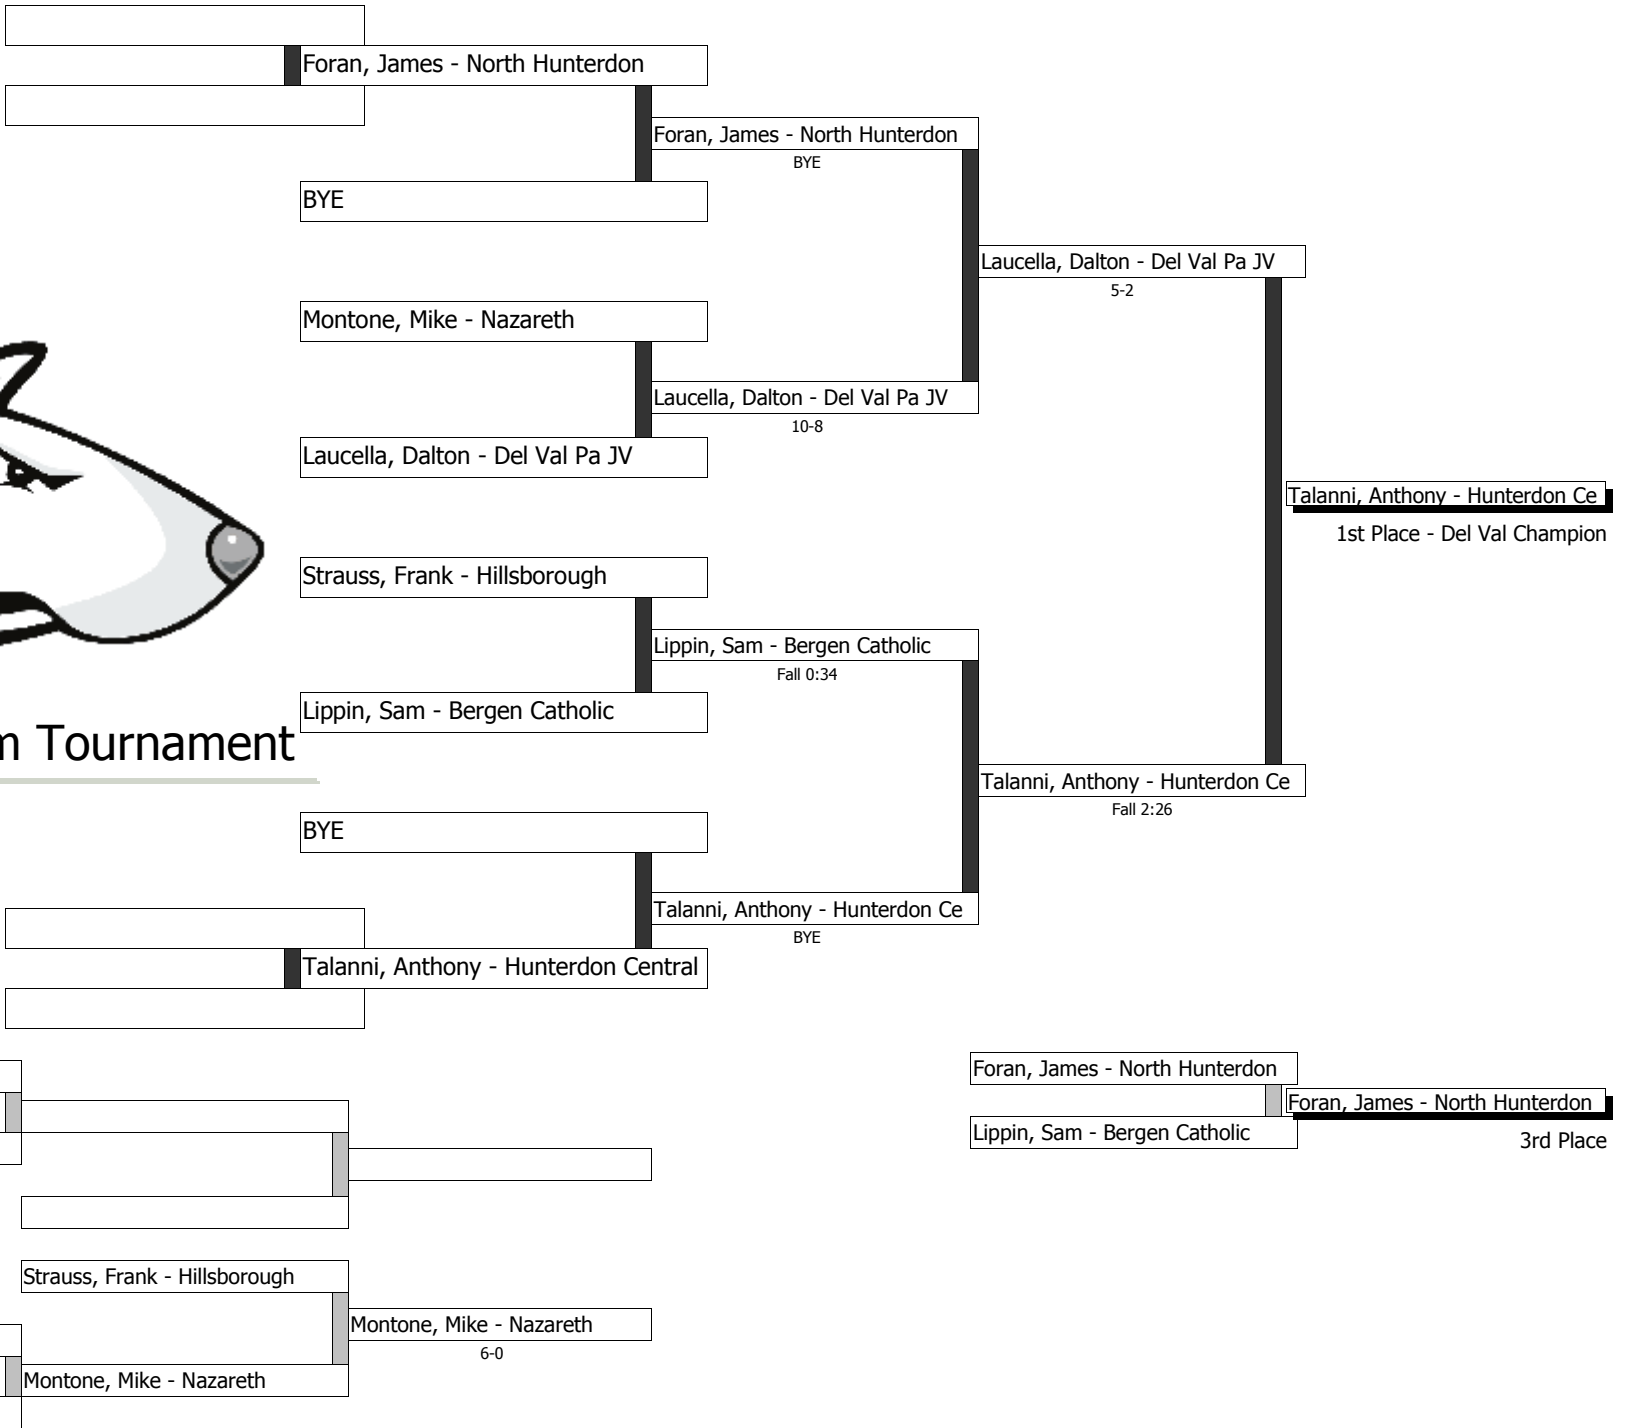 Foran, James - North Hunterdon
Foran, James - North Hunterdon
BYE
BYE
Laucella, Dalton - Del Val Pa JV
5-2
Montone, Mike - Nazareth
Laucella, Dalton - Del Val Pa JV
10-8
Laucella, Dalton - Del Val Pa JV
Talanni, Anthony - Hunterdon Ce
1st Place - Del Val Champion
Strauss, Frank - Hillsborough
Lippin, Sam - Bergen Catholic
Fall 0:34
Lippin, Sam - Bergen Catholic
m Tournament
Talanni, Anthony - Hunterdon Ce
Fall 2:26
BYE
Talanni, Anthony - Hunterdon Ce
BYE
Talanni, Anthony - Hunterdon Central
Foran, James - North Hunterdon
Foran, James - North Hunterdon
Lippin, Sam - Bergen Catholic
3rd Place
Strauss, Frank - Hillsborough
Montone, Mike - Nazareth
6-0
Montone, Mike - Nazareth